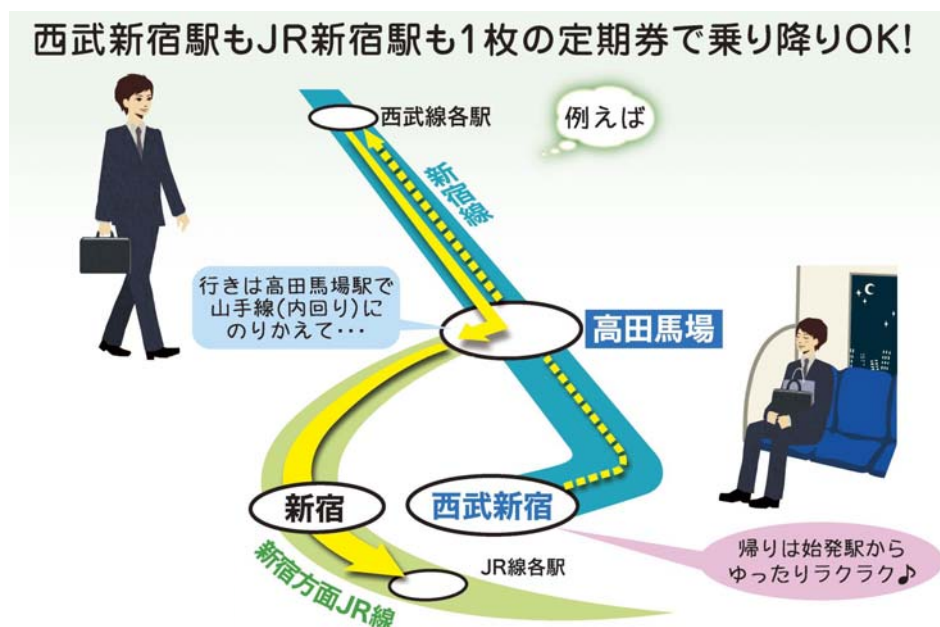 西武新宿駅もJR新宿駅も1枚の定期券で乗り降りOK!
西武線各駅
例えば
新宿線
行きは高田馬場駅で
山手線(内回り)に
のりかえて・・・
高田馬場
新宿
西武新宿
帰りは始発駅から
ゆったりラクラク♪
JR線各駅
新宿方面JR線